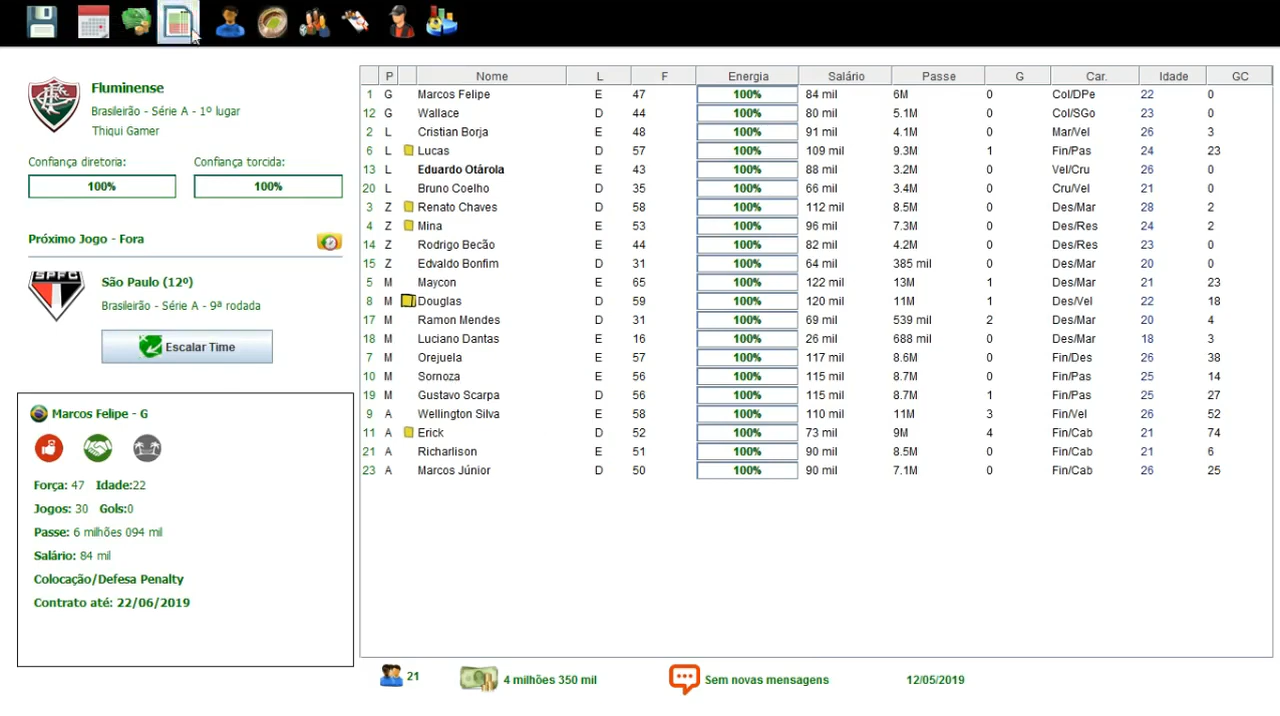 Fluminense
Brasileirão - Série A - 1º lugar
Thiqui Gamer
Confiança diretoria: Confiança torcida:
100% 100%
Próximo Jogo - Fora
SPFC
São Paulo (12º)
Brasileirão - Série A - 9ª rodada
Escalar Time
Marcos Felipe - G
Força: 47 Idade:22
Jogos: 30 Gols:0
Passe: 6 milhões 094 mil
Salário: 84 mil
Colocação/Defesa Penalty
Contrato até: 22/06/2019
P Nome L F Energia Salário Passe G Car. Idade GC
1 G Marcos Felipe E 47 100% 84 mil 6M 0 Col/DPe 22 0
12 G Wallace D 44 100% 80 mil 5.1M 0 Col/SGo 23 0
2 L Cristian Borja E 48 100% 91 mil 4.1M 0 Mar/Vel 26 3
6 L Lucas D 57 100% 109 mil 9.3M 1 Fin/Pas 24 23
13 L Eduardo Otárola E 43 100% 88 mil 3.2M 0 Vel/Cru 26 0
20 L Bruno Coelho D 35 100% 66 mil 3.4M 0 Cru/Vel 21 0
3 Z Renato Chaves D 58 100% 112 mil 8.5M 0 Des/Mar 28 2
4 Z Mina E 53 100% 96 mil 7.3M 0 Des/Res 24 2
14 Z Rodrigo Becão E 44 100% 82 mil 4.2M 0 Des/Res 23 0
15 Z Edvaldo Bonfim D 31 100% 64 mil 385 mil 0 Des/Mar 20 0
5 M Maycon E 65 100% 122 mil 13M 1 Des/Mar 21 23
8 M Douglas D 59 100% 120 mil 11M 1 Des/Vel 22 18
17 M Ramon Mendes D 31 100% 69 mil 539 mil 2 Des/Mar 20 4
18 M Luciano Dantas E 16 100% 26 mil 688 mil 0 Des/Mar 18 3
7 M Orejuela E 57 100% 117 mil 8.6M 0 Fin/Des 26 38
10 M Sornoza E 56 100% 115 mil 8.7M 0 Fin/Pas 25 14
19 M Gustavo Scarpa D 56 100% 115 mil 8.7M 1 Fin/Pas 25 27
9 A Wellington Silva E 58 100% 110 mil 11M 3 Fin/Vel 26 52
11 A Erick D 52 100% 73 mil 9M 4 Fin/Cab 21 74
21 A Richarlison E 51 100% 90 mil 8.5M 0 Fin/Cab 21 6
23 A Marcos Júnior D 50 100% 90 mil 7.1M 0 Fin/Cab 26 25
21 4 milhões 350 mil Sem novas mensagens 12/05/2019